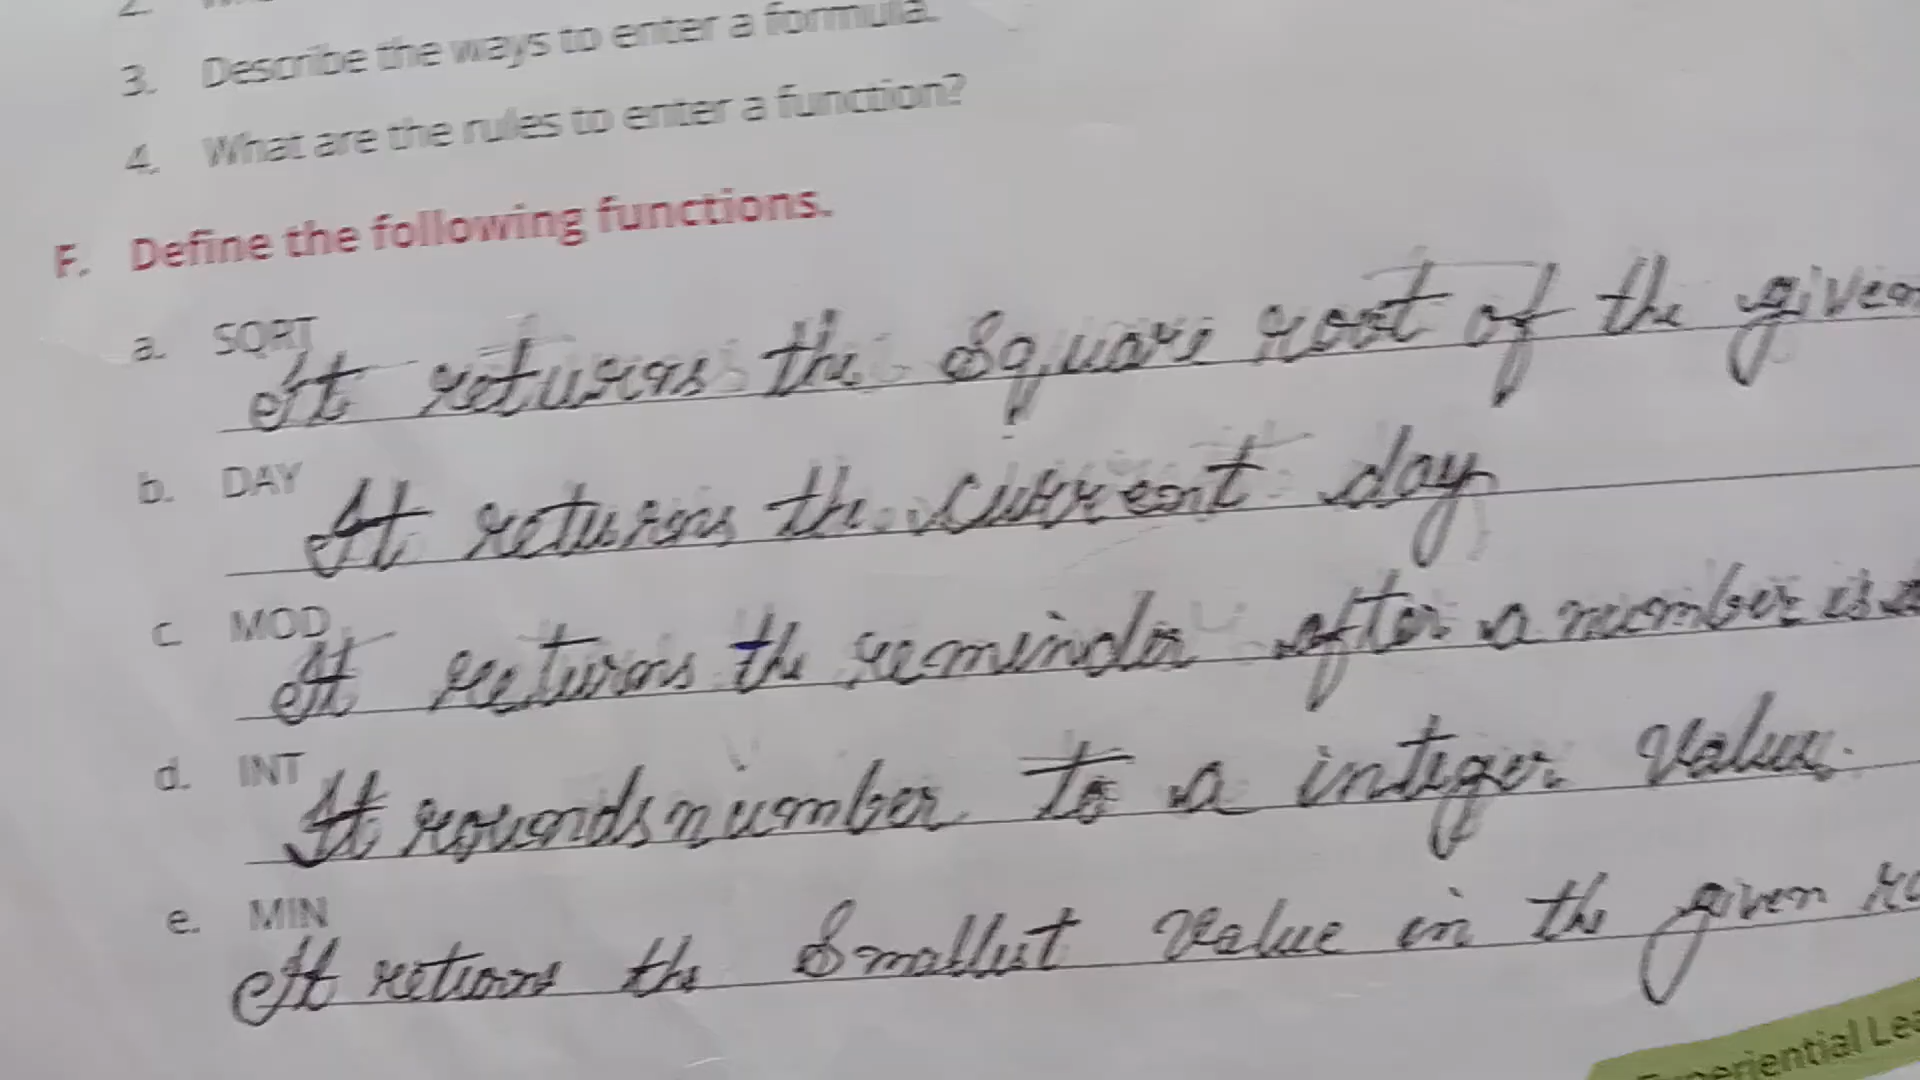 3. Describe the ways to enter a formula.
4. What are the rules to enter a function?
F. Define the following functions.
a. SQRT
It returns the Square root of the given
b. DAY
It returns the current day
c. MOD
It returns the reminder after a number is
d. INT
It rounds number to a integer value.
e. MIN
It returns the Smallest value in the given
Experiential